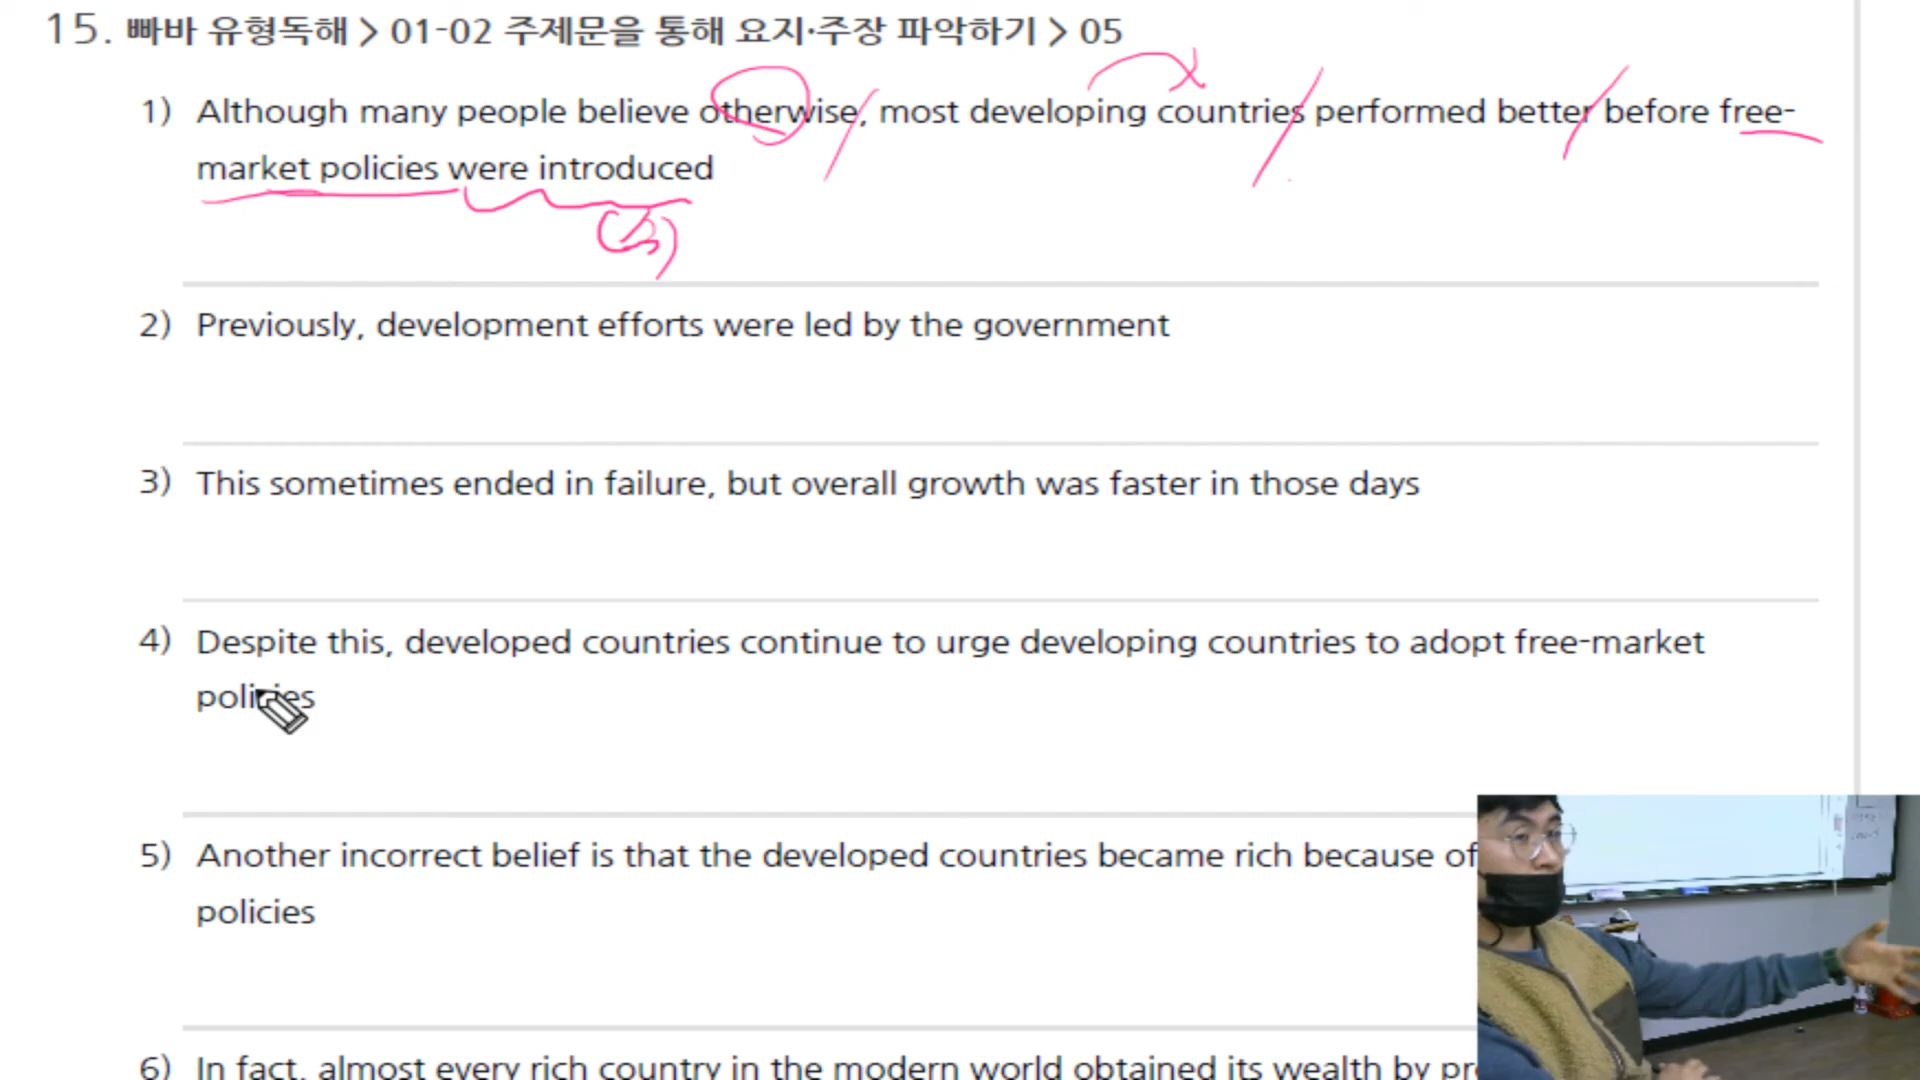 15. 빠바 유형독해 > 01-02 주제문을 통해 요지·주장 파악하기 > 05
1) Although many people believe otherwise, most developing countries performed better before free-
market policies were introduced
(수)
2) Previously, development efforts were led by the government
3) This sometimes ended in failure, but overall growth was faster in those days
4) Despite this, developed countries continue to urge developing countries to adopt free-market
policies
5) Another incorrect belief is that the developed countries became rich because of
policies
6) In fact, almost every rich country in the modern world obtained its wealth by pr